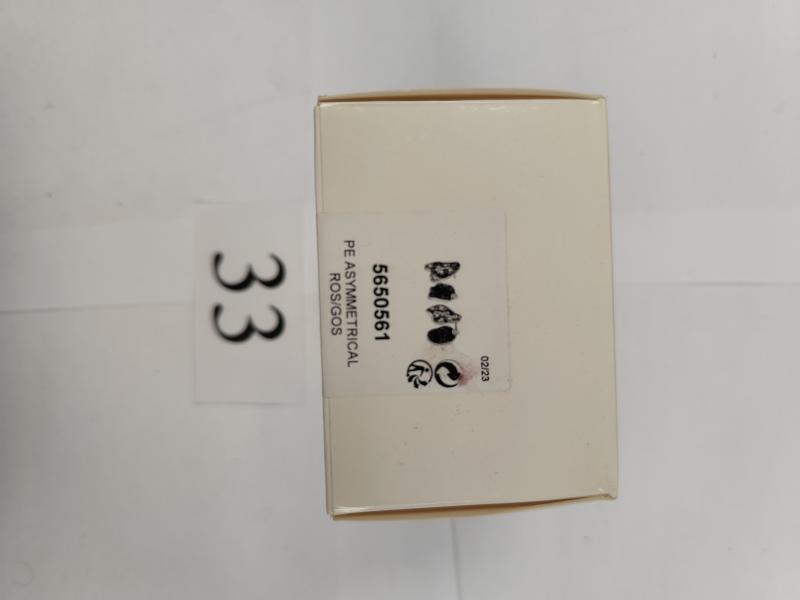 33
02/23
5650561
PE ASYMMETRICAL
ROS/GOS